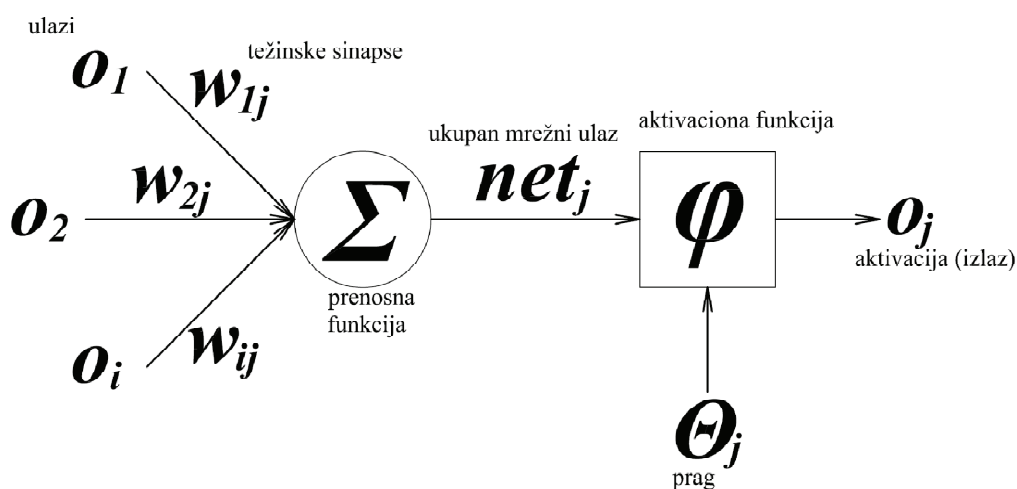 ulazi
o1
w1j
težinske sinapse
o2
w2j
oi
wij
Σ
prenosna
funkcija
ukupan mrežni ulaz
netj
aktivaciona funkcija
φ
oj
aktivacija (izlaz)
Θj
prag